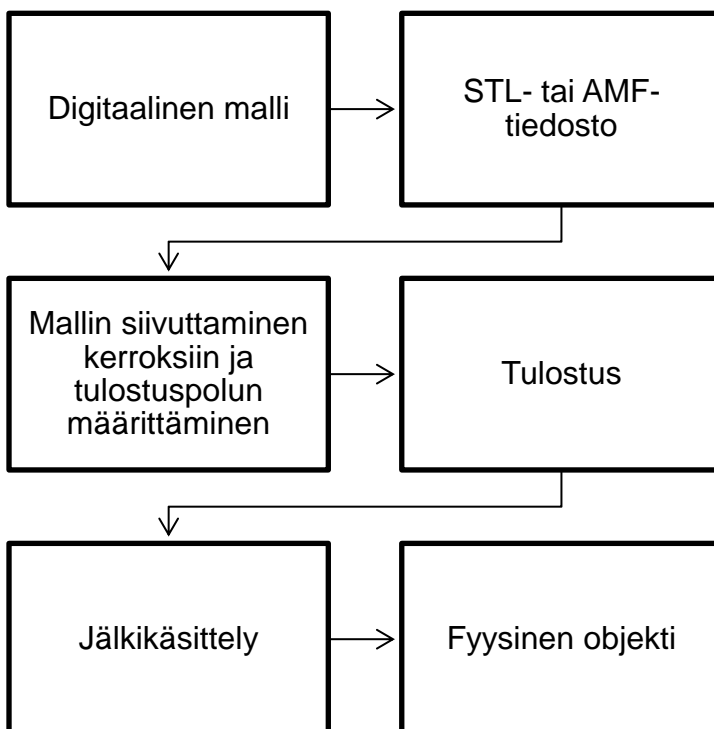 Digitaalinen malli
STL- tai AMF-
tiedosto
Mallin siivuttaminen
kerroksiin ja
tulostuspolun
määrittäminen
Tulostus
Jälkikäsittely
Fyysinen objekti